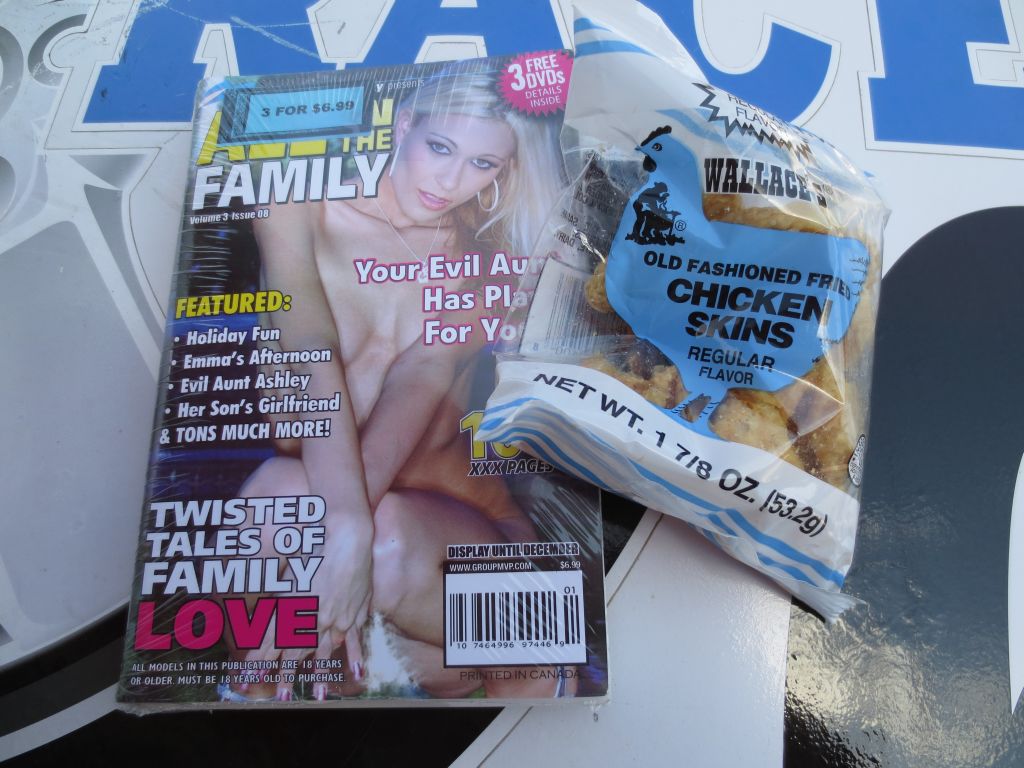 3 FOR $6.99
presents
3 FREE
DVDs
DETAILS
INSIDE
THE
FAMILY
Volume 3 Issue 08
Your Evil
Has
For
FEATURED:
• Holiday Fun
• Emma's Afternoon
• Evil Aunt Ashley
• Her Son's Girlfriend
& TONS MUCH MORE!
XXX PAGES
TWISTED
TALES OF
FAMILY
LOVE
ALL MODELS IN THIS PUBLICATION ARE 18 YEARS
OR OLDER. MUST BE 18 YEARS OLD TO PURCHASE.
DISPLAY UNTIL DECEMBER
WWW.GROUPMVP.COM $6.99
01
10 74649 97446 9
PRINTED IN CANADA
FLAVOR
WALLACE'S®
OLD FASHIONED FRIED
CHICKEN
SKINS
REGULAR
FLAVOR
NET WT. 1 7/8 OZ. (53.2g)